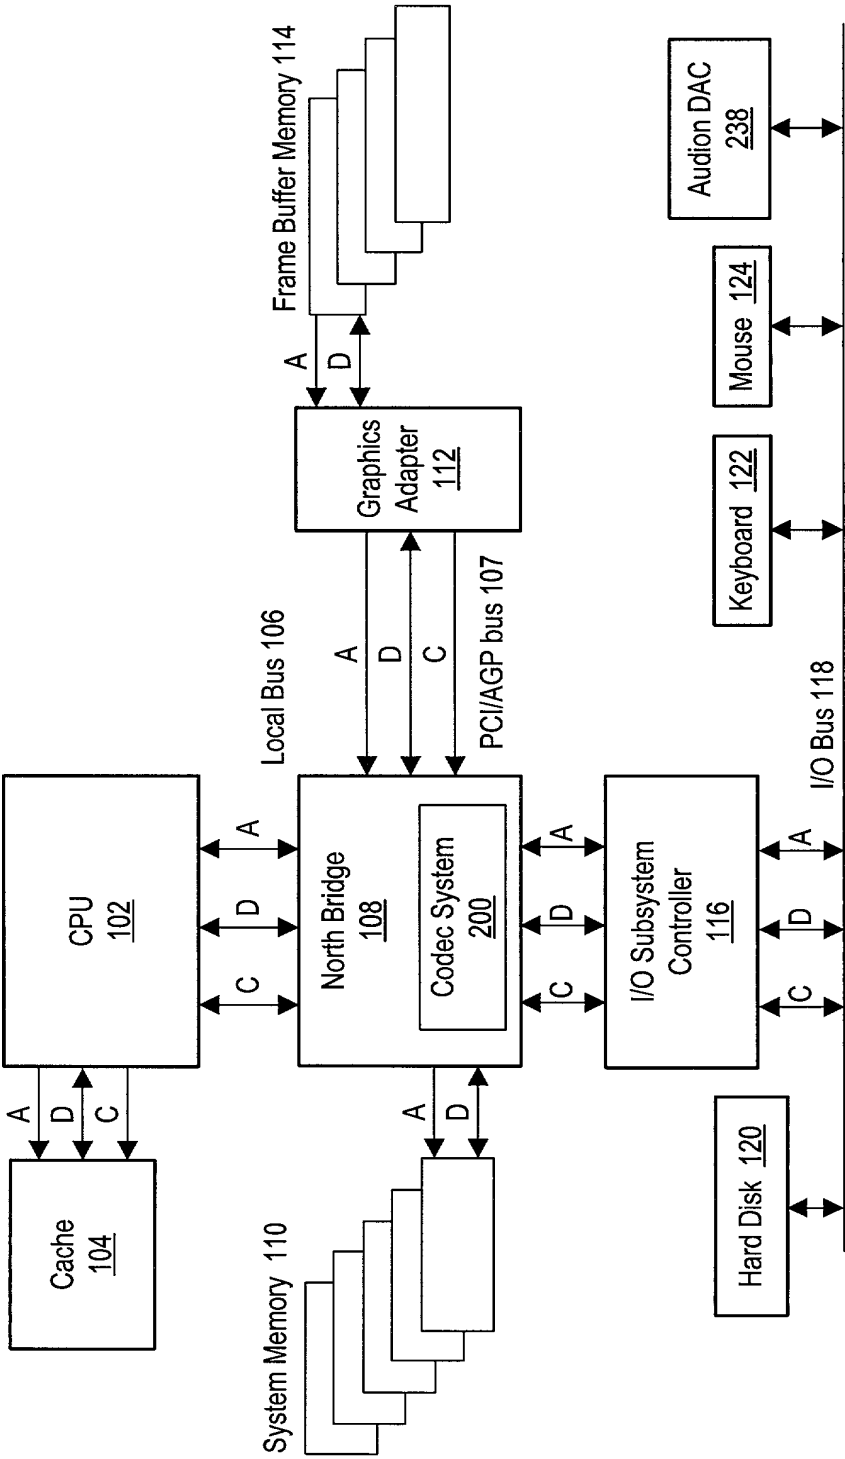 Cache
104
A
D
C
CPU
102
C
D
A
Local Bus 106
System Memory 110
A
D
North Bridge
108
Codec System
200
A
D
C
PCI/AGP bus 107
Graphics
Adapter
112
A
D
Frame Buffer Memory 114
C
D
A
I/O Subsystem
Controller
116
C
D
A
I/O Bus 118
Hard Disk 120
Keyboard 122
Mouse 124
Audion DAC
238